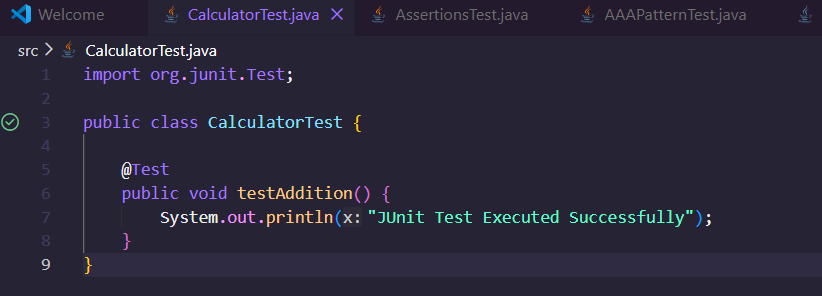 Welcome CalculatorTest.java AssertionsTest.java AAAPatternTest.java
src CalculatorTest.java
1 import org.junit.Test;
2
3 public class CalculatorTest {
4
5 @Test
6 public void testAddition() {
7 System.out.println(x:"JUnit Test Executed Successfully");
8 }
9 }